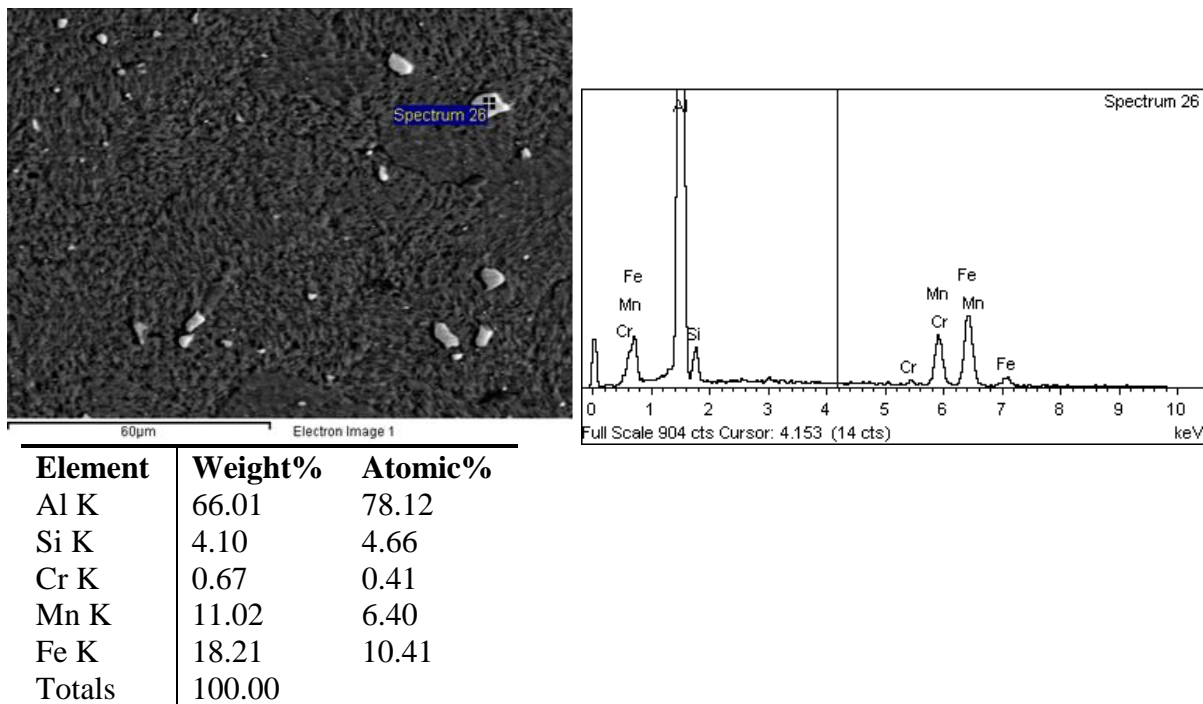 Spectrum 26
60µm Electron Image 1
Spectrum 26
Al
Fe
Mn
Cr
Si
Mn
Cr
Cr
Fe
Mn
Fe
0 1 2 3 4 5 6 7 8 9 10
Full Scale 904 cts Cursor: 4.153 (14 cts) keV
Element Weight% Atomic%
Al K 66.01 78.12
Si K 4.10 4.66
Cr K 0.67 0.41
Mn K 11.02 6.40
Fe K 18.21 10.41
Totals 100.00